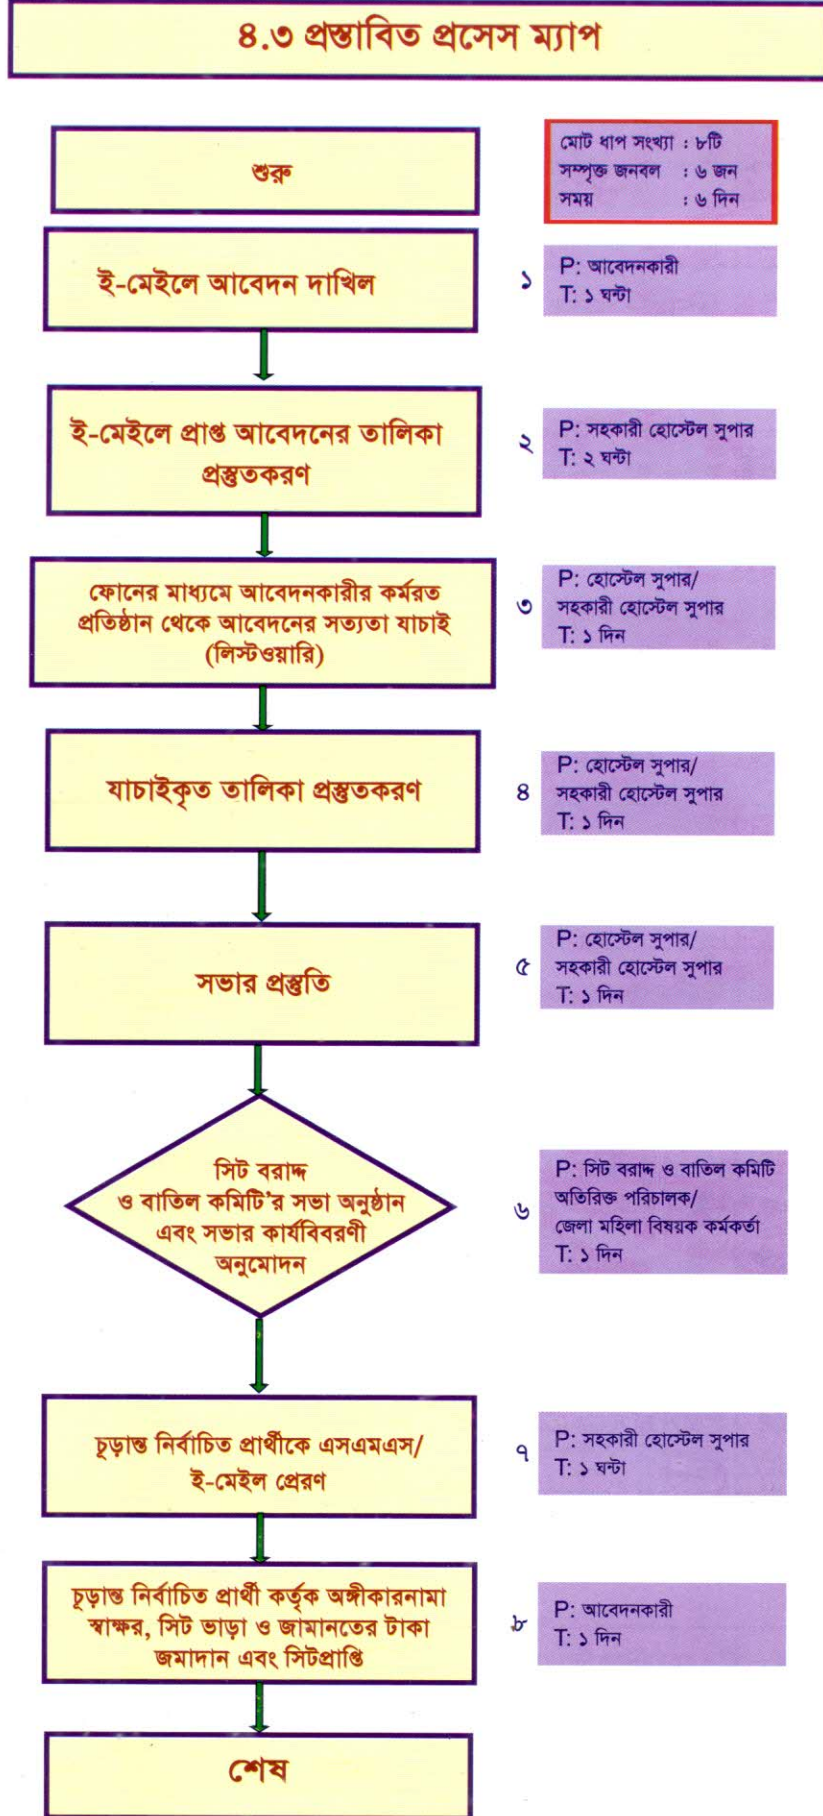 ৪.৩ প্রস্তাবিত প্রসেস ম্যাপ
শুরু
মোট ধাপ সংখ্যা : ৮টি
সম্পৃক্ত জনবল : ৬ জন
সময় : ৬ দিন
ই-মেইলে আবেদন দাখিল
১
P: আবেদনকারী
T: ১ ঘন্টা
ই-মেইলে প্রাপ্ত আবেদনের তালিকা
প্রস্তুতকরণ
২
P: সহকারী হোস্টেল সুপার
T: ২ ঘন্টা
ফোনের মাধ্যমে আবেদনকারীর কর্মরত
প্রতিষ্ঠান থেকে আবেদনের সত্যতা যাচাই
(লিস্টওয়ারি)
৩
P: হোস্টেল সুপার/
সহকারী হোস্টেল সুপার
T: ১ দিন
যাচাইকৃত তালিকা প্রস্তুতকরণ
৪
P: হোস্টেল সুপার/
সহকারী হোস্টেল সুপার
T: ১ দিন
সভার প্রস্তুতি
৫
P: হোস্টেল সুপার/
সহকারী হোস্টেল সুপার
T: ১ দিন
সিট বরাদ্দ
ও বাতিল কমিটি'র সভা অনুষ্ঠান
এবং সভার কার্যবিবরণী
অনুমোদন
৬
P: সিট বরাদ্দ ও বাতিল কমিটি
অতিরিক্ত পরিচালক/
জেলা মহিলা বিষয়ক কর্মকর্তা
T: ১ দিন
চূড়ান্ত নির্বাচিত প্রার্থীকে এসএমএস/
ই-মেইল প্রেরণ
৭
P: সহকারী হোস্টেল সুপার
T: ১ ঘন্টা
চূড়ান্ত নির্বাচিত প্রার্থী কর্তৃক অঙ্গীকারনামা
স্বাক্ষর, সিট ভাড়া ও জামানতের টাকা
জমাদান এবং সিটপ্রাপ্তি
৮
P: আবেদনকারী
T: ১ দিন
শেষ